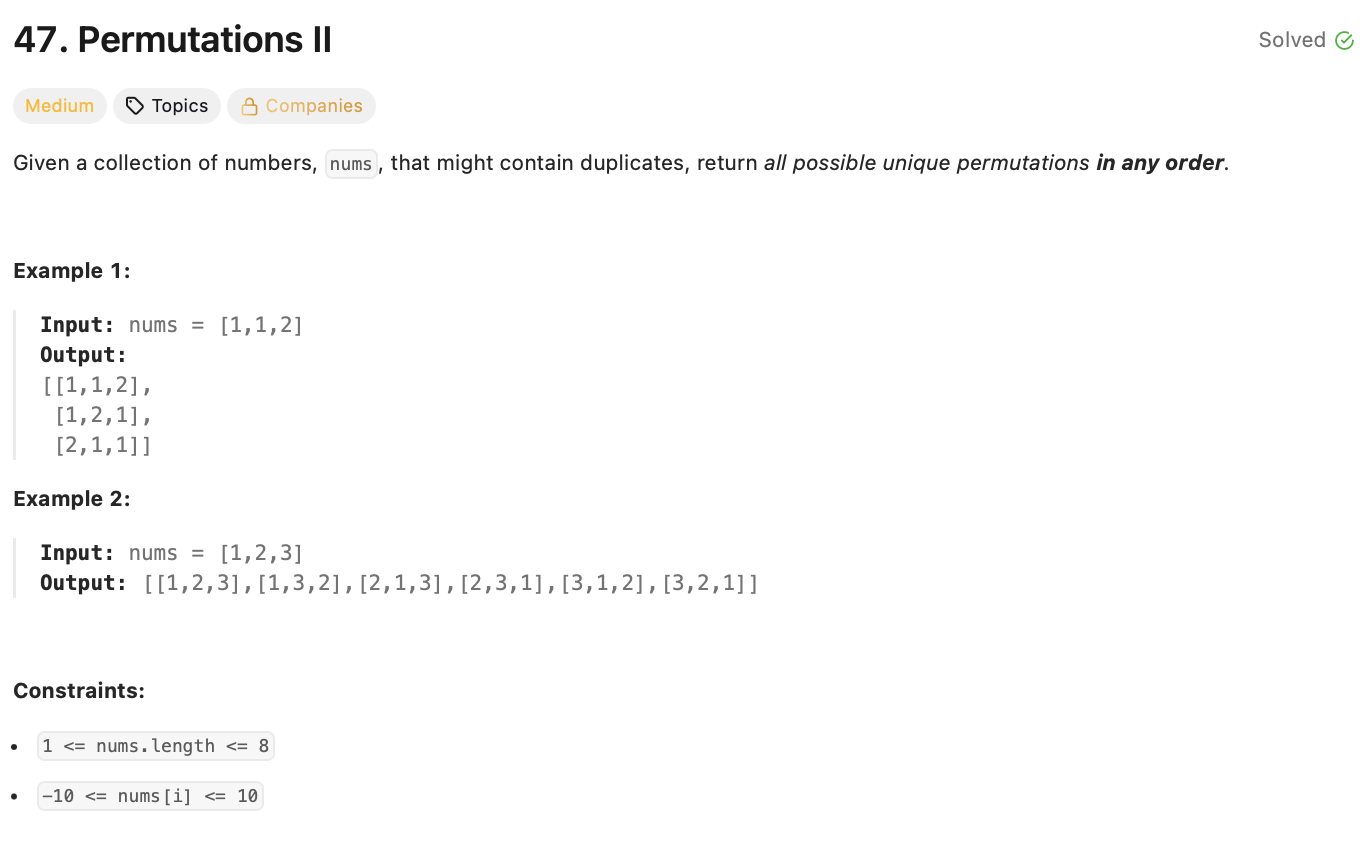 47. Permutations II
Solved
Medium
Topics
Companies
Given a collection of numbers, nums, that might contain duplicates, return all possible unique permutations in any order.
Example 1:
Input: nums = [1,1,2]
Output:
[[1,1,2],
[1,2,1],
[2,1,1]]
Example 2:
Input: nums = [1,2,3]
Output: [[1,2,3],[1,3,2],[2,1,3],[2,3,1],[3,1,2],[3,2,1]]
Constraints:
• 1 <= nums.length <= 8
• -10 <= nums[i] <= 10